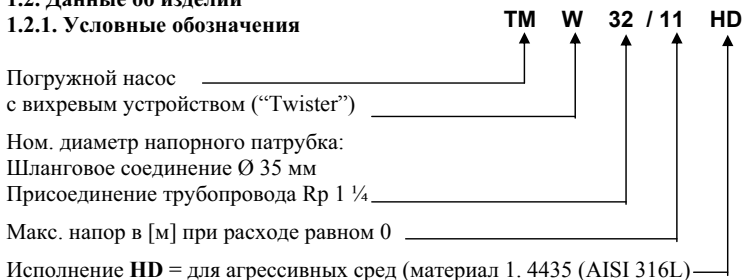 1.2. Данные об изделии
1.2.1. Условные обозначения
TM W 32 / 11 HD
Погружной насос
с вихревым устройством (“Twister”)
Ном. диаметр напорного патрубка:
Шланговое соединение Ø 35 мм
Присоединение трубопровода Rp 1 ¼
Макс. напор в [м] при расходе равном 0
Исполнение HD = для агрессивных сред (материал 1. 4435 (AISI 316L)